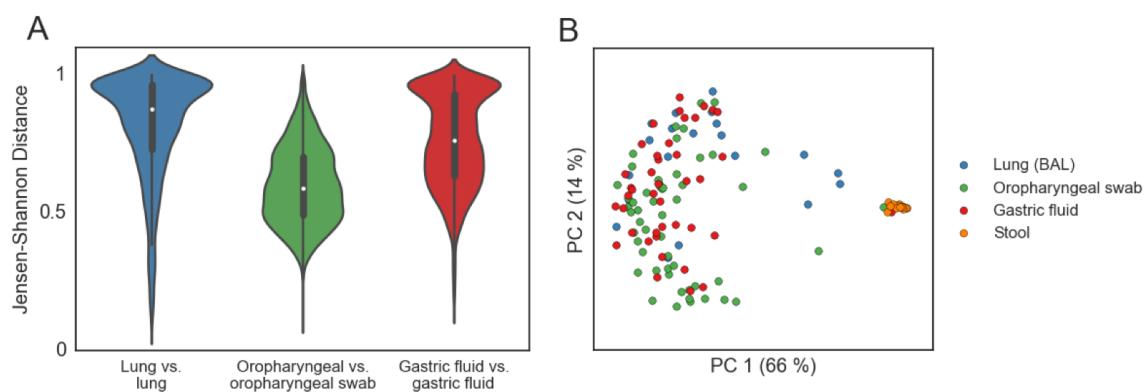 A
Jensen-Shannon Distance
1
0.5
0
Lung vs.
lung
Oropharyngeal vs.
oropharyngeal swab
Gastric fluid vs.
gastric fluid
B
PC 2 (14 %)
PC 1 (66 %)
Lung (BAL)
Oropharyngeal swab
Gastric fluid
Stool